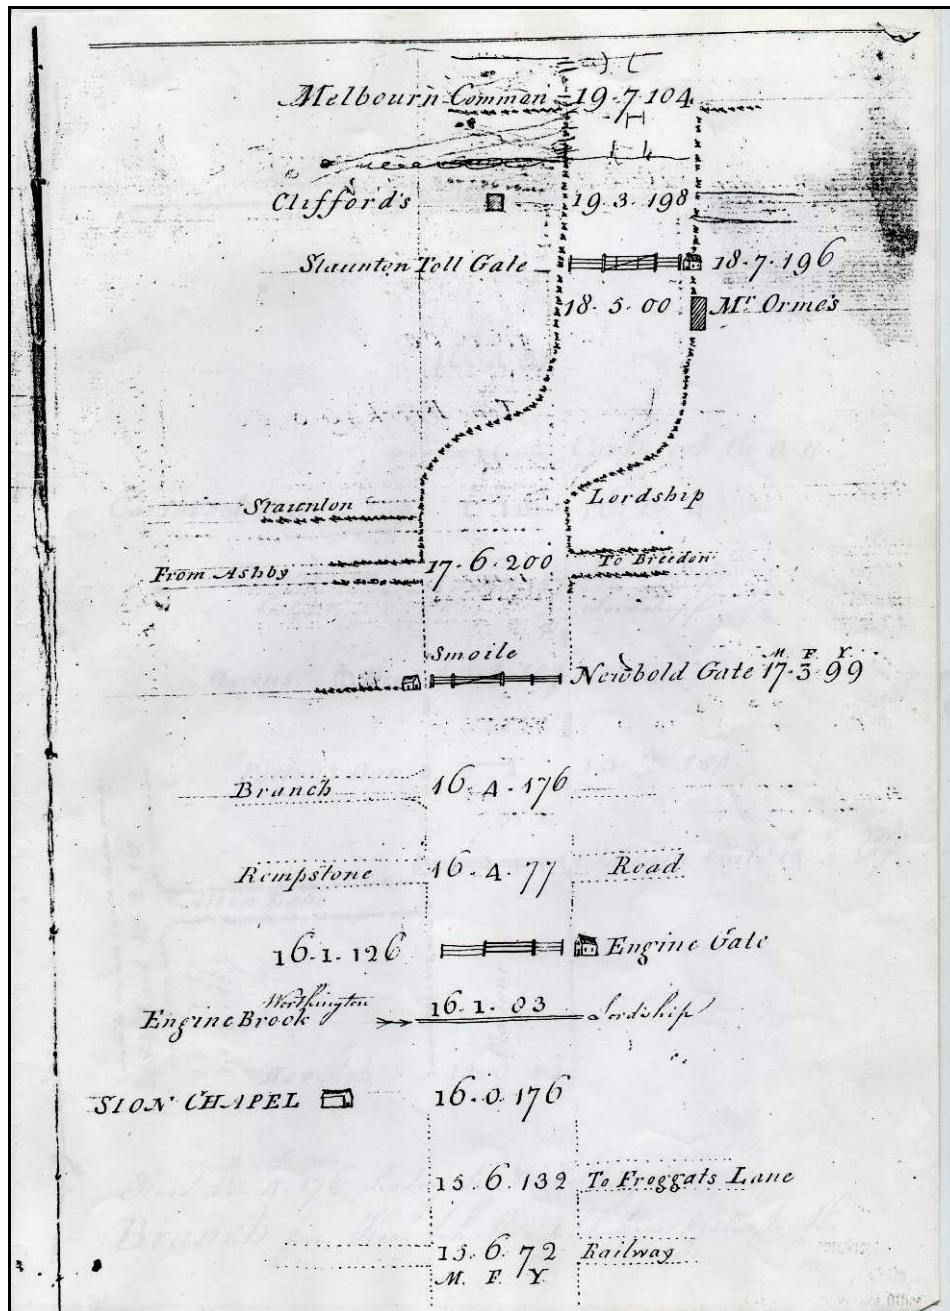 Melbourn Common 19.7.104
Clifford's 19.3.198
Staunton Toll Gate 18.7.196
18.5.00 Mr Orme's
Lordship
Staunton
From Ashby 17.6.200 To Breedon
Smoile
M. F. Y.
Newbold Gate 17.3.99
Branch 16.4.176
Rempstone 16.4.77 Road
16.1.126 Engine Gate
Worthington
Engine Brook 16.1.03 Lordship
SION CHAPEL 16.0.176
15.6.132 To Froggats Lane
15.6.72 Railway
M. F. Y.